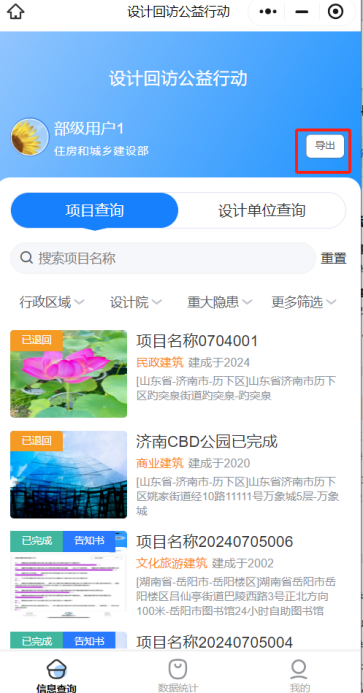 设计回访公益行动
设计回访公益行动
部级用户1
住房和城乡建设部
导出
项目查询
设计单位查询
搜索项目名称
重置
行政区域
设计院
重大隐患
更多筛选
已退回
项目名称0704001
民政建筑 建成于2024
[山东省-济南市-历下区]山东省济南市历下
区趵突泉街道趵突泉-趵突泉
已退回
济南CBD公园已完成
商业建筑 建成于2020
[山东省-济南市-历下区]山东省济南市历下
区姚家街道经10路11111号万象城5层-万象
城
已完成 告知书
项目名称20240705006
文化旅游建筑 建成于2002
[湖南省-岳阳市-岳阳楼区]湖南省岳阳市岳
阳楼区吕仙亭街道巴陵西路3号正北方向
100米-岳阳市图书馆24小时自助图书馆
已完成 告知书
项目名称20240705004
信息查询
数据统计
我的